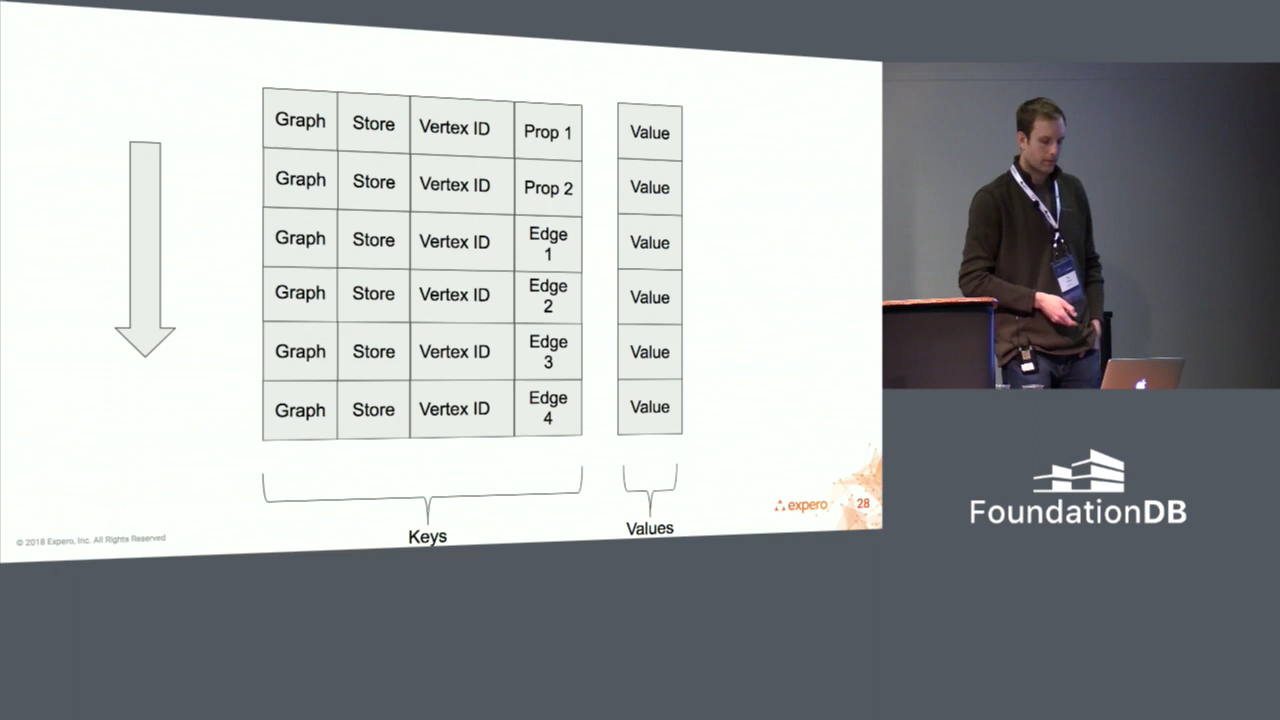 Graph Store Vertex ID Prop 1 Value
Graph Store Vertex ID Prop 2 Value
Graph Store Vertex ID Edge 1 Value
Graph Store Vertex ID Edge 2 Value
Graph Store Vertex ID Edge 3 Value
Graph Store Vertex ID Edge 4 Value
Keys
Values
© 2018 Expero, Inc. All Rights Reserved
expero
28
FoundationDB